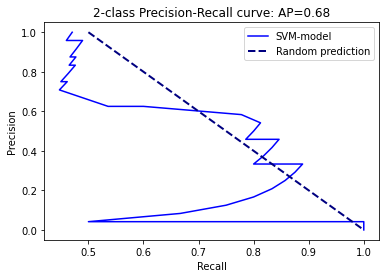 2-class Precision-Recall curve: AP=0.68
SVM-model
Random prediction
Precision
1.0
0.8
0.6
0.4
0.2
0.0
0.5 0.6 0.7 0.8 0.9 1.0
Recall